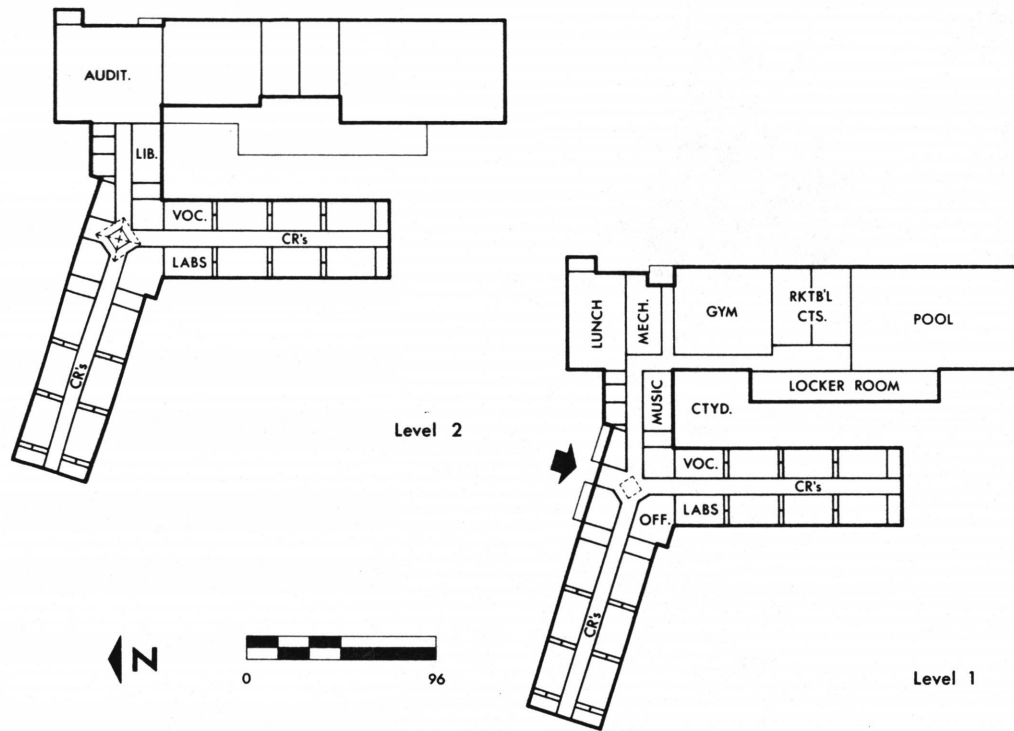 AUDIT.
LIB.
VOC.
CR's
LABS
CR's
Level 2
LUNCH
MECH.
GYM
RKTB'L
CTS.
POOL
LOCKER ROOM
MUSIC
CTYD.
VOC.
CR's
LABS
OFF.
CR's
Level 1
N
0 96